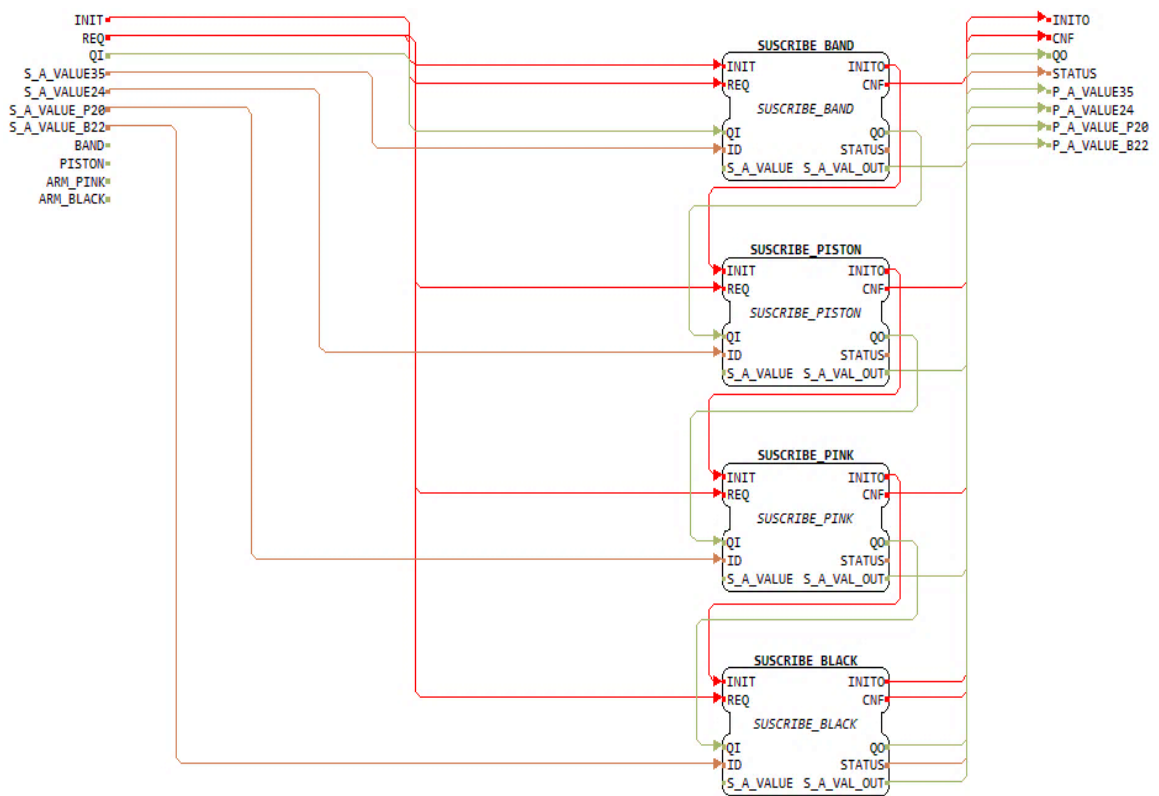 INIT
REQ
QI
S_A_VALUE35
S_A_VALUE24
S_A_VALUE_P20
S_A_VALUE_B22
BAND
PISTON
ARM_PINK
ARM_BLACK
SUSCRIBE_BAND
INIT INITO
REQ CNF
SUSCRIBE_BAND
QI QO
ID STATUS
S_A_VALUE S_A_VAL_OUT
SUSCRIBE_PISTON
INIT INITO
REQ CNF
SUSCRIBE_PISTON
QI QO
ID STATUS
S_A_VALUE S_A_VAL_OUT
SUSCRIBE_PINK
INIT INITO
REQ CNF
SUSCRIBE_PINK
QI QO
ID STATUS
S_A_VALUE S_A_VAL_OUT
SUSCRIBE_BLACK
INIT INITO
REQ CNF
SUSCRIBE_BLACK
QI QO
ID STATUS
S_A_VALUE S_A_VAL_OUT
INITO
CNF
QO
STATUS
P_A_VALUE35
P_A_VALUE24
P_A_VALUE_P20
P_A_VALUE_B22